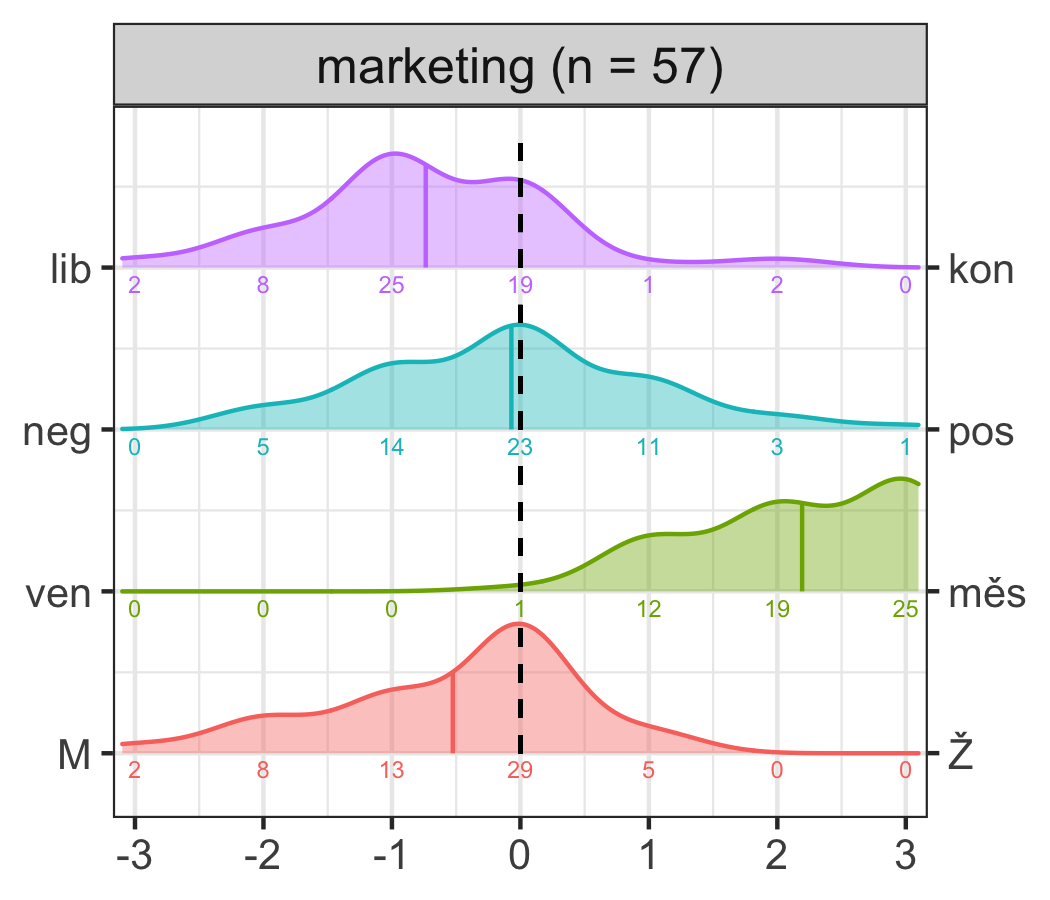 marketing (n = 57)
lib kon
2 8 25 19 1 2 0
neg pos
0 5 14 23 11 3 1
ven měs
0 0 0 1 12 19 25
M Ž
2 8 13 29 5 0 0
-3 -2 -1 0 1 2 3